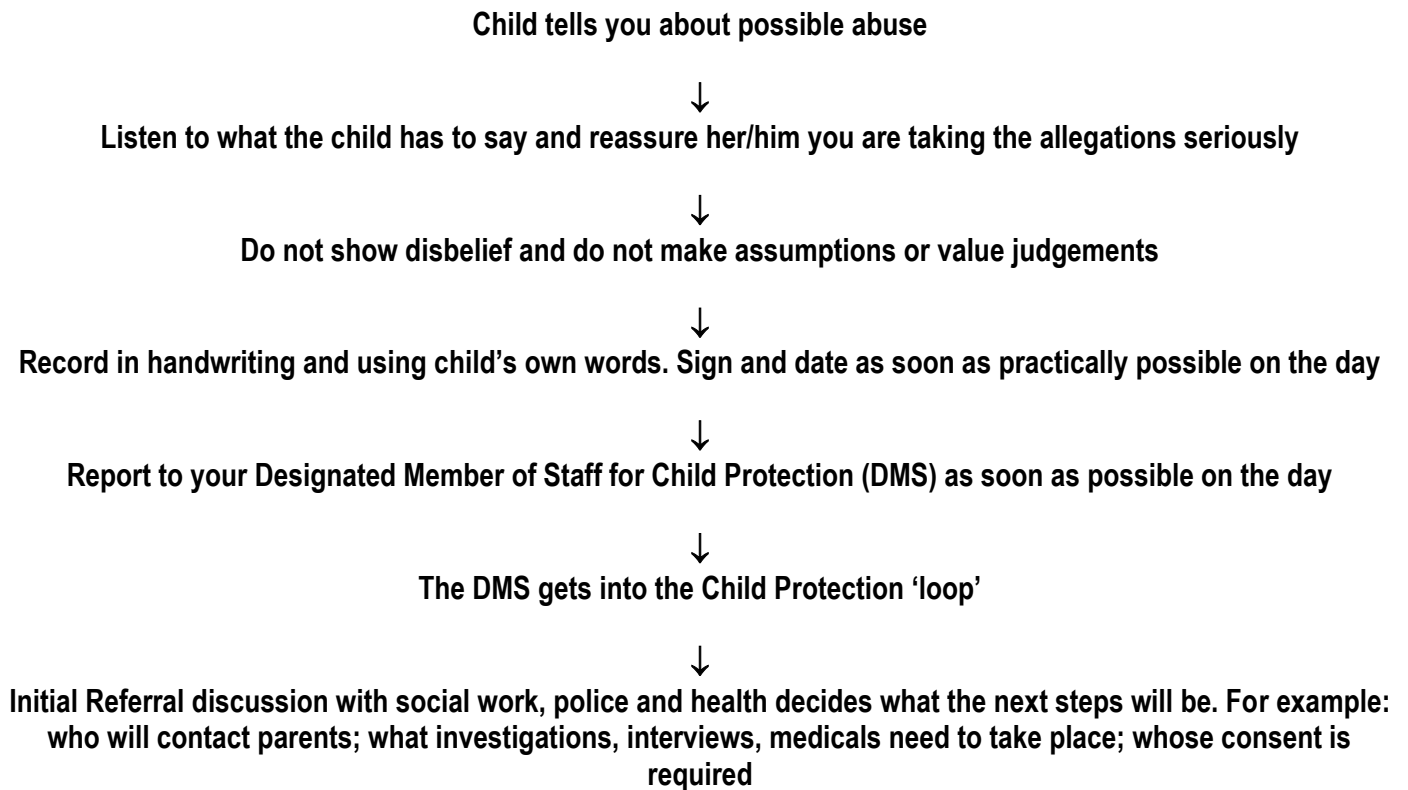 Child tells you about possible abuse
↓
Listen to what the child has to say and reassure her/him you are taking the allegations seriously
↓
Do not show disbelief and do not make assumptions or value judgements
↓
Record in handwriting and using child’s own words. Sign and date as soon as practically possible on the day
↓
Report to your Designated Member of Staff for Child Protection (DMS) as soon as possible on the day
↓
The DMS gets into the Child Protection ‘loop’
↓
Initial Referral discussion with social work, police and health decides what the next steps will be. For example:
who will contact parents; what investigations, interviews, medicals need to take place; whose consent is
required